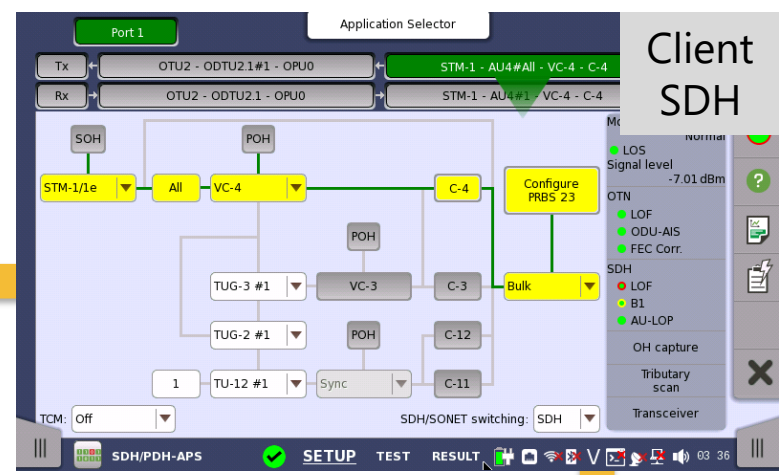 Application Selector
Port 1
Client
SDH
Tx
OTU2 - ODTU2.1#1 - OPU0
STM-1 - AU4#All - VC-4 - C-4
Rx
OTU2 - ODTU2.1 - OPU0
STM-1 - AU4#1 - VC-4 - C-4
Normal
LOS
Signal level
-7.01 dBm
OTN
LOF
ODU-AIS
FEC Corr.
SDH
LOF
B1
AU-LOP
OH capture
Tributary
scan
Transceiver
SOH
POH
STM-1/1e
All
VC-4
C-4
Configure
PRBS 23
POH
TUG-3 #1
VC-3
C-3
Bulk
TUG-2 #1
POH
C-12
1
TU-12 #1
Sync
C-11
TCM: Off
SDH/SONET switching: SDH
SDH/PDH-APS
SETUP
TEST
RESULT
03 36